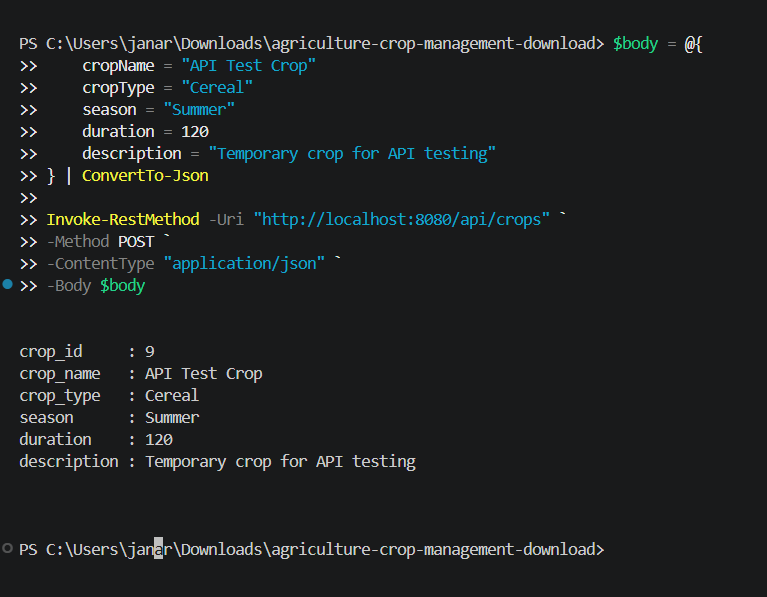 PS C:\Users\janar\Downloads\agriculture-crop-management-download> $body = @{
>>     cropName = "API Test Crop"
>>     cropType = "Cereal"
>>     season = "Summer"
>>     duration = 120
>>     description = "Temporary crop for API testing"
>> } | ConvertTo-Json
>>
>> Invoke-RestMethod -Uri "http://localhost:8080/api/crops" `
>> -Method POST `
>> -ContentType "application/json" `
>> -Body $body
crop_id     : 9
crop_name   : API Test Crop
crop_type   : Cereal
season      : Summer
duration    : 120
description : Temporary crop for API testing
PS C:\Users\janar\Downloads\agriculture-crop-management-download>